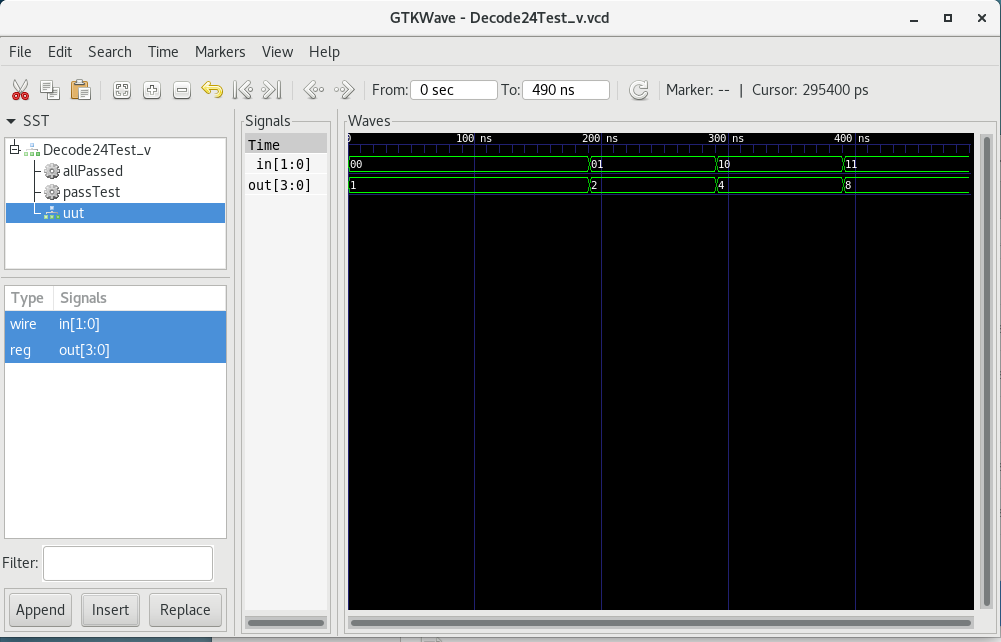 GTKWave - Decode24Test_v.vcd
File Edit Search Time Markers View Help
From: 0 sec To: 490 ns Marker: -- | Cursor: 295400 ps
SST
Decode24Test_v
allPassed
passTest
uut
Type Signals
wire in[1:0]
reg out[3:0]
Filter:
Append Insert Replace
Signals
Time
in[1:0]
out[3:0]
Waves
0 100 ns 200 ns 300 ns 400 ns
00 01 10 11
1 2 4 8